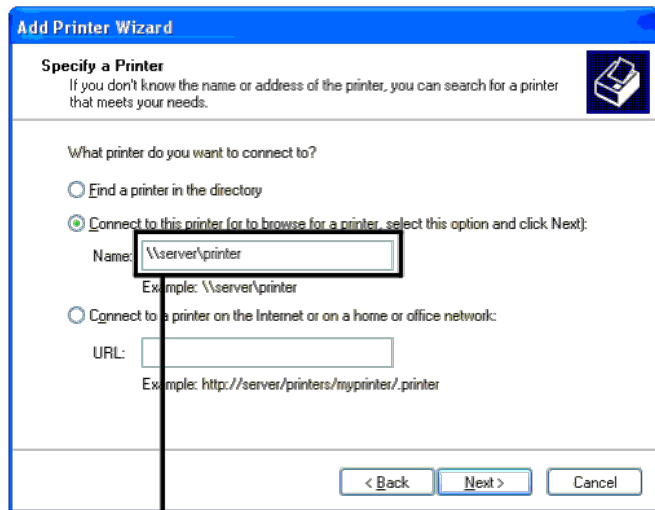 Add Printer Wizard
Specify a Printer
If you don't know the name or address of the printer, you can search for a printer
that meets your needs.
What printer do you want to connect to?
Find a printer in the directory
Connect to this printer (or to browse for a printer, select this option and click Next):
Name: \\server\printer
Example: \\server\printer
Connect to a printer on the Internet or on a home or office network:
URL:
Example: http://server/printers/myprinter/.printer
< Back Next > Cancel